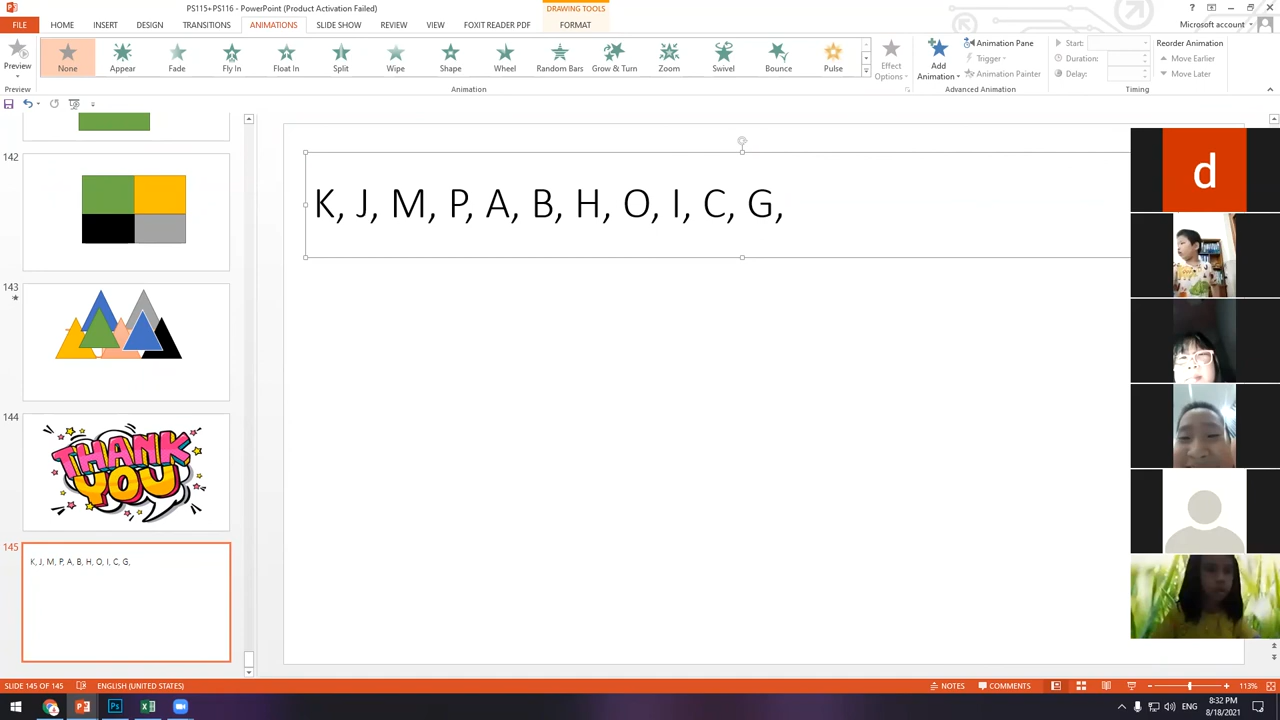 PS115+PS116 - PowerPoint (Product Activation Failed)
DRAWING TOOLS
FILE HOME INSERT DESIGN TRANSITIONS ANIMATIONS SLIDE SHOW REVIEW VIEW FOXIT READER PDF FORMAT
Microsoft account
Preview
None Appear Fade Fly In Float In Split Wipe Shape Wheel Random Bars Grow & Turn Zoom Swivel Bounce Pulse
Effect Options
Add Animation
Animation Pane
Trigger
Animation Painter
Start:
Duration:
Delay:
Reorder Animation
Move Earlier
Move Later
Preview Animation Advanced Animation Timing
142
143
144
THANK
YOU
145
K, J, M, P, A, B, H, O, I, C, G,
K, J, M, P, A, B, H, O, I, C, G,
d
SLIDE 145 OF 145 ENGLISH (UNITED STATES) NOTES COMMENTS 113%
ENG
8:32 PM
8/18/2021